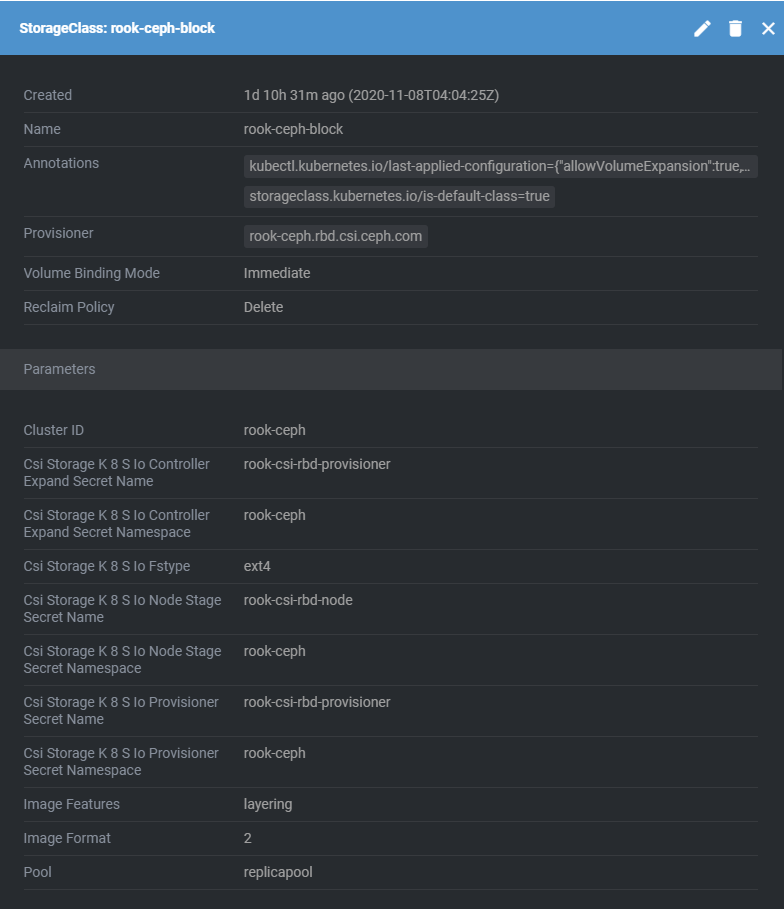 StorageClass: rook-ceph-block
Created 1d 10h 31m ago (2020-11-08T04:04:25Z)
Name rook-ceph-block
Annotations kubectl.kubernetes.io/last-applied-configuration={"allowVolumeExpansion":true,...
storageclass.kubernetes.io/is-default-class=true
Provisioner rook-ceph.rbd.csi.ceph.com
Volume Binding Mode Immediate
Reclaim Policy Delete
Parameters
Cluster ID rook-ceph
Csi Storage K 8 S Io Controller rook-csi-rbd-provisioner
Expand Secret Name
Csi Storage K 8 S Io Controller rook-ceph
Expand Secret Namespace
Csi Storage K 8 S Io Fstype ext4
Csi Storage K 8 S Io Node Stage rook-csi-rbd-node
Secret Name
Csi Storage K 8 S Io Node Stage rook-ceph
Secret Namespace
Csi Storage K 8 S Io Provisioner rook-csi-rbd-provisioner
Secret Name
Csi Storage K 8 S Io Provisioner rook-ceph
Secret Namespace
Image Features layering
Image Format 2
Pool replicapool